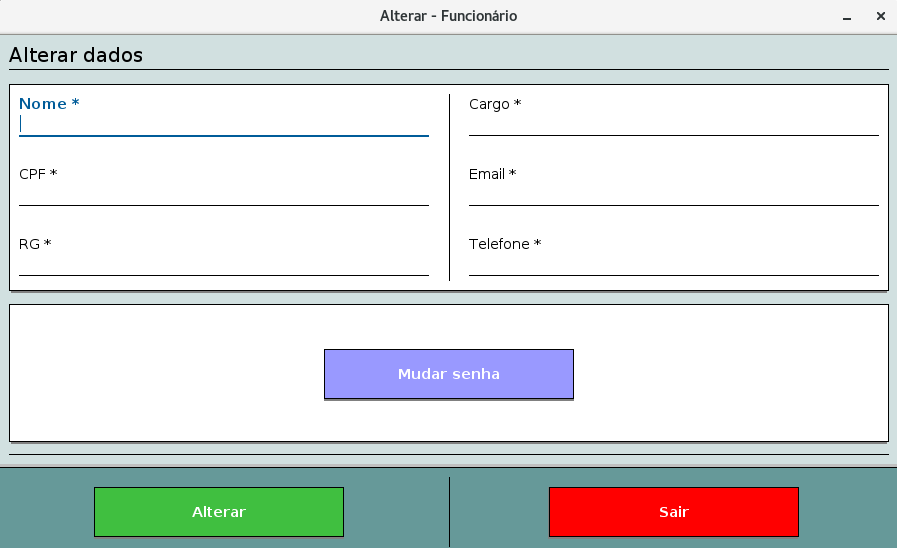 Alterar - Funcionário
Alterar dados
Nome *
Cargo *
CPF *
Email *
RG *
Telefone *
Mudar senha
Alterar
Sair